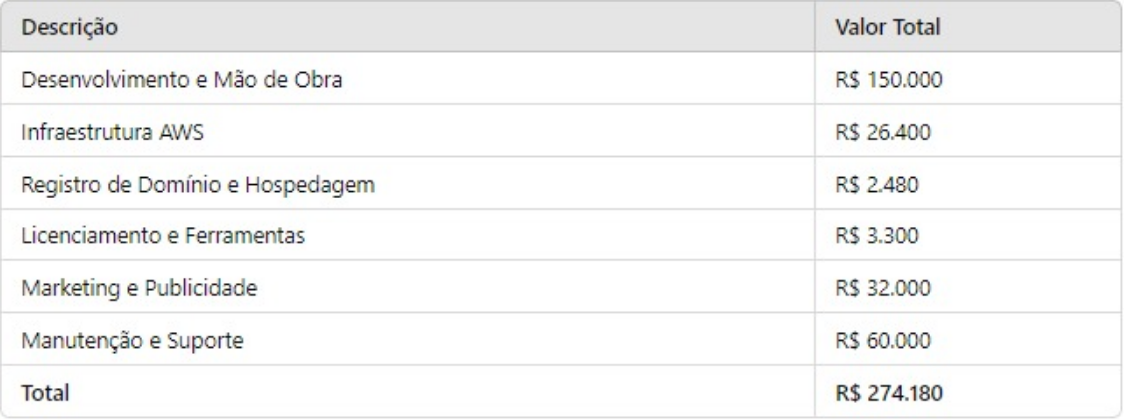 Descrição Valor Total
Desenvolvimento e Mão de Obra R$ 150.000
Infraestrutura AWS R$ 26.400
Registro de Domínio e Hospedagem R$ 2.480
Licenciamento e Ferramentas R$ 3.300
Marketing e Publicidade R$ 32.000
Manutenção e Suporte R$ 60.000
Total R$ 274.180